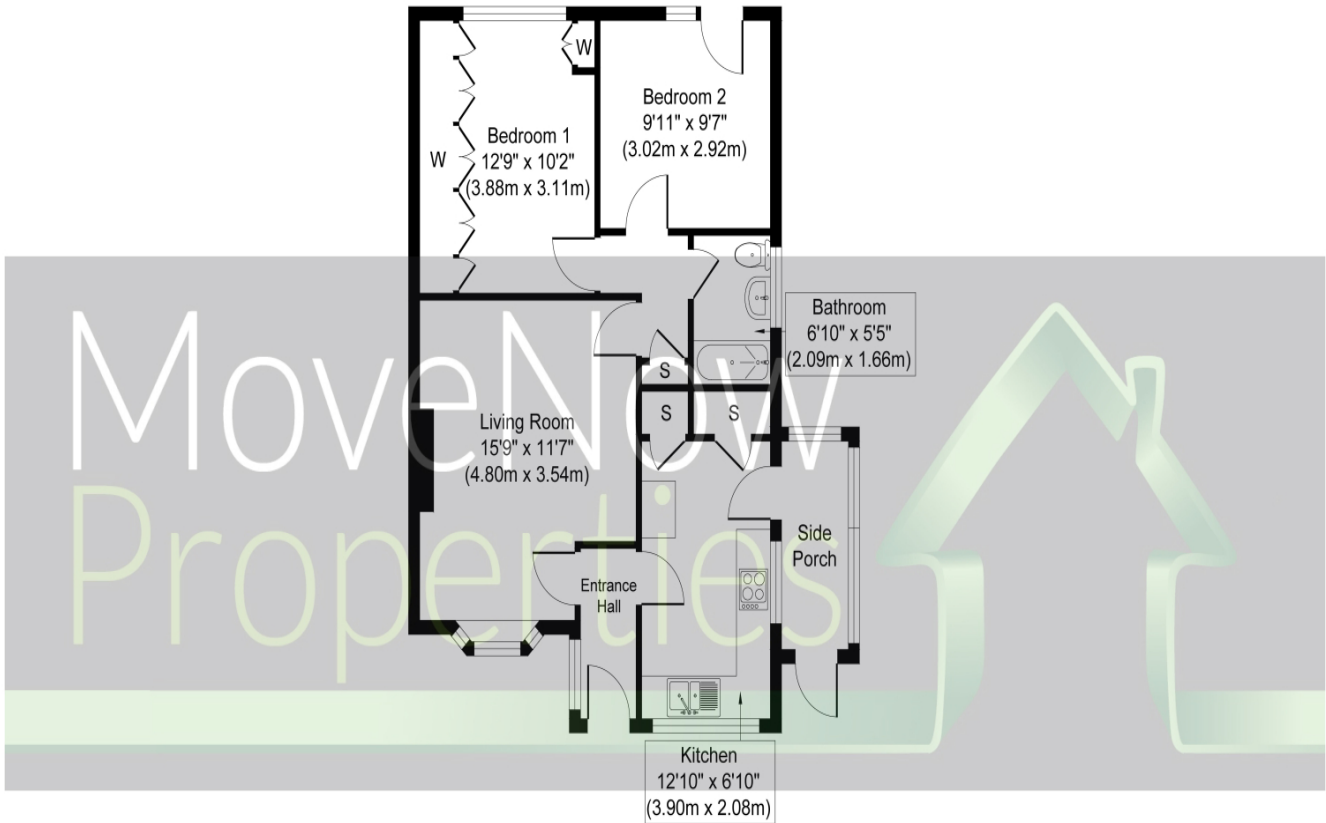 W
Bedroom 1
12'9" x 10'2"
(3.88m x 3.11m)
W
Bedroom 2
9'11" x 9'7"
(3.02m x 2.92m)
Bathroom
6'10" x 5'5"
(2.09m x 1.66m)
S
S
S
Living Room
15'9" x 11'7"
(4.80m x 3.54m)
Side
Porch
Entrance
Hall
Kitchen
12'10" x 6'10"
(3.90m x 2.08m)
MoveNow
Properties